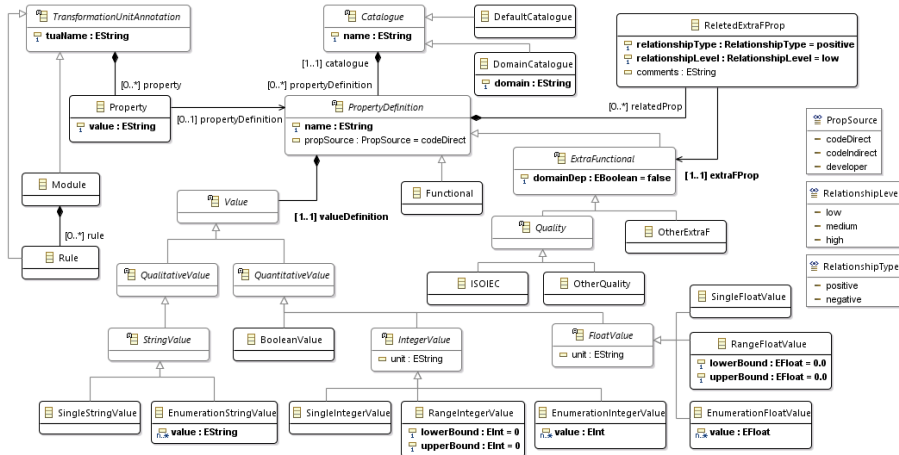 TransformationUnitAnnotation
tuaName : EString
Catalogue
name : EString
DefaultCatalogue
DomainCatalogue
domain : EString
ReletedExtraFProp
relationshipType : RelationshipType = positive
relationshipLevel : RelationshipLevel = low
comments : EString
[1..1] catalogue
[0..*] property
[0..*] propertyDefinition
Property
value : EString
[0..1] propertyDefinition
PropertyDefinition
name : EString
propSource : PropSource = codeDirect
[0..*] relatedProp
PropSource
codeDirect
codeIndirect
developer
ExtraFunctional
domainDep : EBoolean = false
[1..1] extraFProp
Module
Value
[1..1] valueDefinition
Functional
RelationshipLeve
low
medium
high
[0..*] rule
Rule
Quality
OtherExtraF
QualitativeValue
QuantitativeValue
ISOIEC
OtherQuality
RelationshipType
positive
negative
SingleFloatValue
StringValue
BooleanValue
IntegerValue
unit : EString
FloatValue
unit : EString
RangeFloatValue
lowerBound : EFloat = 0.0
upperBound : EFloat = 0.0
SingleStringValue
EnumerationStringValue
value : EString
SingleIntegerValue
RangeIntegerValue
lowerBound : EInt = 0
upperBound : EInt = 0
EnumerationIntegerValue
value : EInt
EnumerationFloatValue
value : EFloat